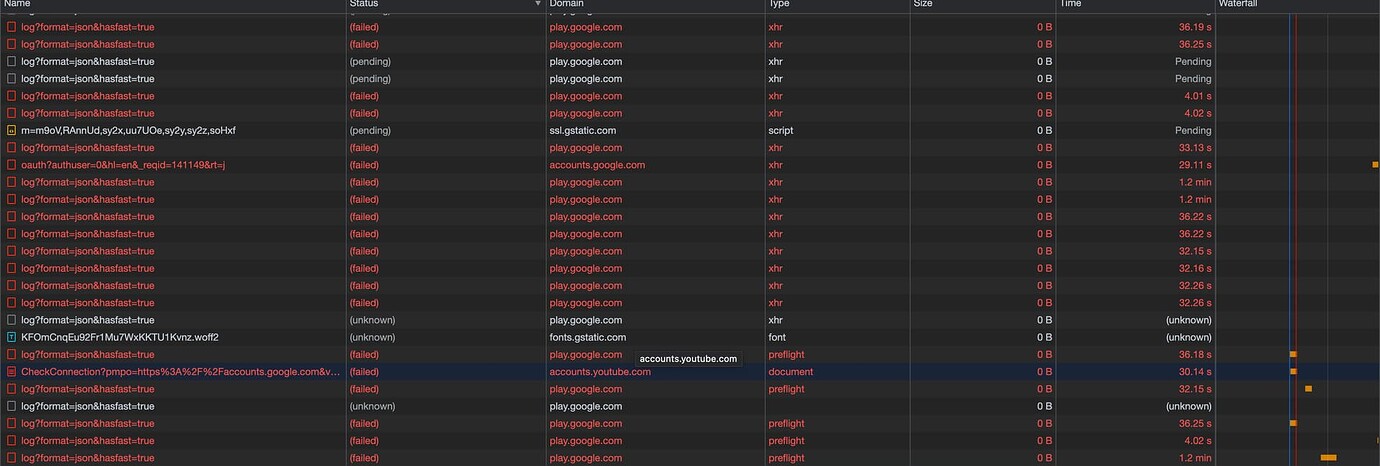 Name Status Domain Type Size Time Waterfall
log?format=json&hasfast=true (failed) play.google.com xhr 0 B 36.19 s
log?format=json&hasfast=true (failed) play.google.com xhr 0 B 36.25 s
log?format=json&hasfast=true (pending) play.google.com xhr 0 B Pending
log?format=json&hasfast=true (pending) play.google.com xhr 0 B Pending
log?format=json&hasfast=true (failed) play.google.com xhr 0 B 4.01 s
log?format=json&hasfast=true (failed) play.google.com xhr 0 B 4.02 s
m=m9oV,RAnnUd,sy2x,uu7UOe,sy2y,sy2z,soHxf (pending) ssl.gstatic.com script 0 B Pending
log?format=json&hasfast=true (failed) play.google.com xhr 0 B 33.13 s
oauth?authuser=0&hl=en&_reqid=141149&rt=j (failed) accounts.google.com xhr 0 B 29.11 s
log?format=json&hasfast=true (failed) play.google.com xhr 0 B 1.2 min
log?format=json&hasfast=true (failed) play.google.com xhr 0 B 1.2 min
log?format=json&hasfast=true (failed) play.google.com xhr 0 B 36.22 s
log?format=json&hasfast=true (failed) play.google.com xhr 0 B 36.22 s
log?format=json&hasfast=true (failed) play.google.com xhr 0 B 32.15 s
log?format=json&hasfast=true (failed) play.google.com xhr 0 B 32.16 s
log?format=json&hasfast=true (failed) play.google.com xhr 0 B 32.26 s
log?format=json&hasfast=true (failed) play.google.com xhr 0 B 32.26 s
log?format=json&hasfast=true (unknown) play.google.com xhr 0 B (unknown)
KFOmCnqEu92Fr1Mu7WxKKTU1Kvnz.woff2 (unknown) fonts.gstatic.com font 0 B (unknown)
log?format=json&hasfast=true (failed) play.google.com preflight 0 B 36.18 s
accounts.youtube.com
CheckConnection?pmpo=https%3A%2F%2Faccounts.google.com&v... (failed) accounts.youtube.com document 0 B 30.14 s
log?format=json&hasfast=true (failed) play.google.com preflight 0 B 32.15 s
log?format=json&hasfast=true (unknown) play.google.com 0 B (unknown)
log?format=json&hasfast=true (failed) play.google.com preflight 0 B 36.25 s
log?format=json&hasfast=true (failed) play.google.com preflight 0 B 4.02 s
log?format=json&hasfast=true (failed) play.google.com preflight 0 B 1.2 min